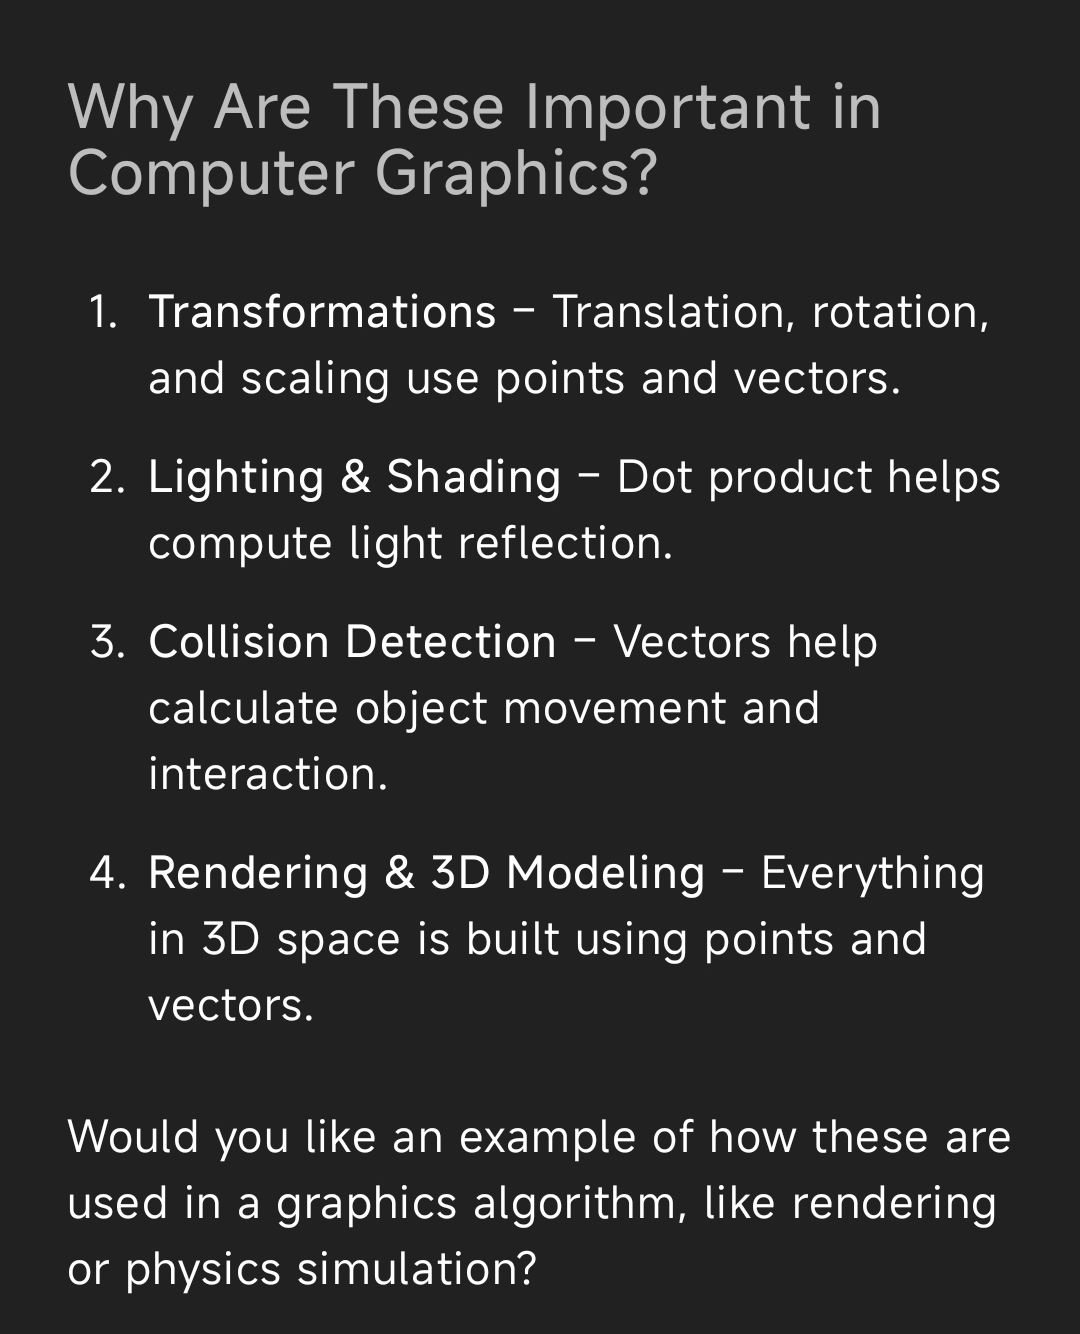 Why Are These Important in
Computer Graphics?
1. Transformations – Translation, rotation,
and scaling use points and vectors.
2. Lighting & Shading – Dot product helps
compute light reflection.
3. Collision Detection – Vectors help
calculate object movement and
interaction.
4. Rendering & 3D Modeling – Everything
in 3D space is built using points and
vectors.
Would you like an example of how these are
used in a graphics algorithm, like rendering
or physics simulation?